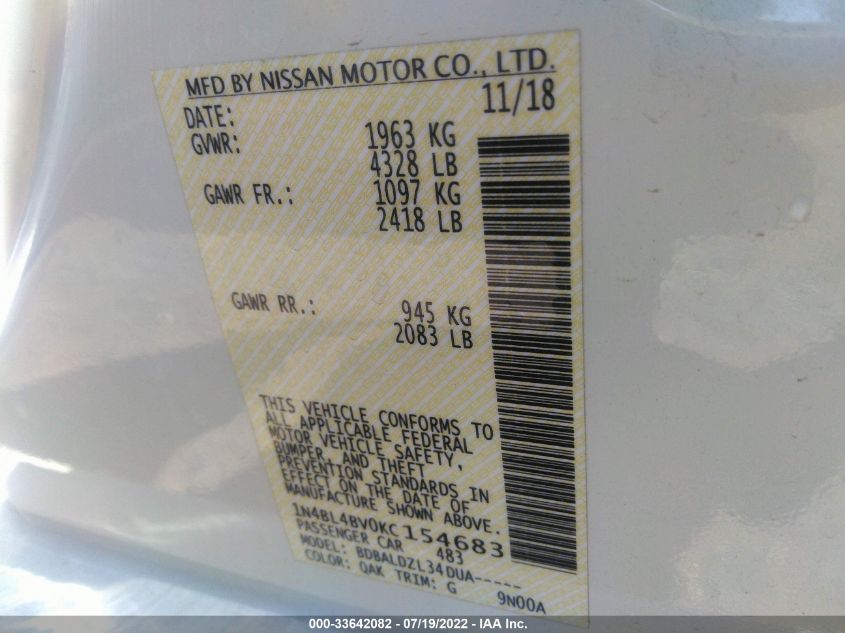 MFD BY NISSAN MOTOR CO., LTD.
DATE: 11/18
GVWR: 1963 KG
4328 LB
GAWR FR.: 1097 KG
2418 LB
GAWR RR.: 945 KG
2083 LB
THIS VEHICLE CONFORMS TO
ALL APPLICABLE FEDERAL
MOTOR VEHICLE SAFETY,
BUMPER, AND THEFT
PREVENTION STANDARDS IN
EFFECT ON THE DATE OF
MANUFACTURE SHOWN ABOVE.
1N4BL4BV0KC154683
PASSENGER CAR 483
MODEL: BDBALDZL34DUA-----
COLOR: QAK TRIM: G 9N00A
000-33642082 - 07/19/2022 - IAA Inc.